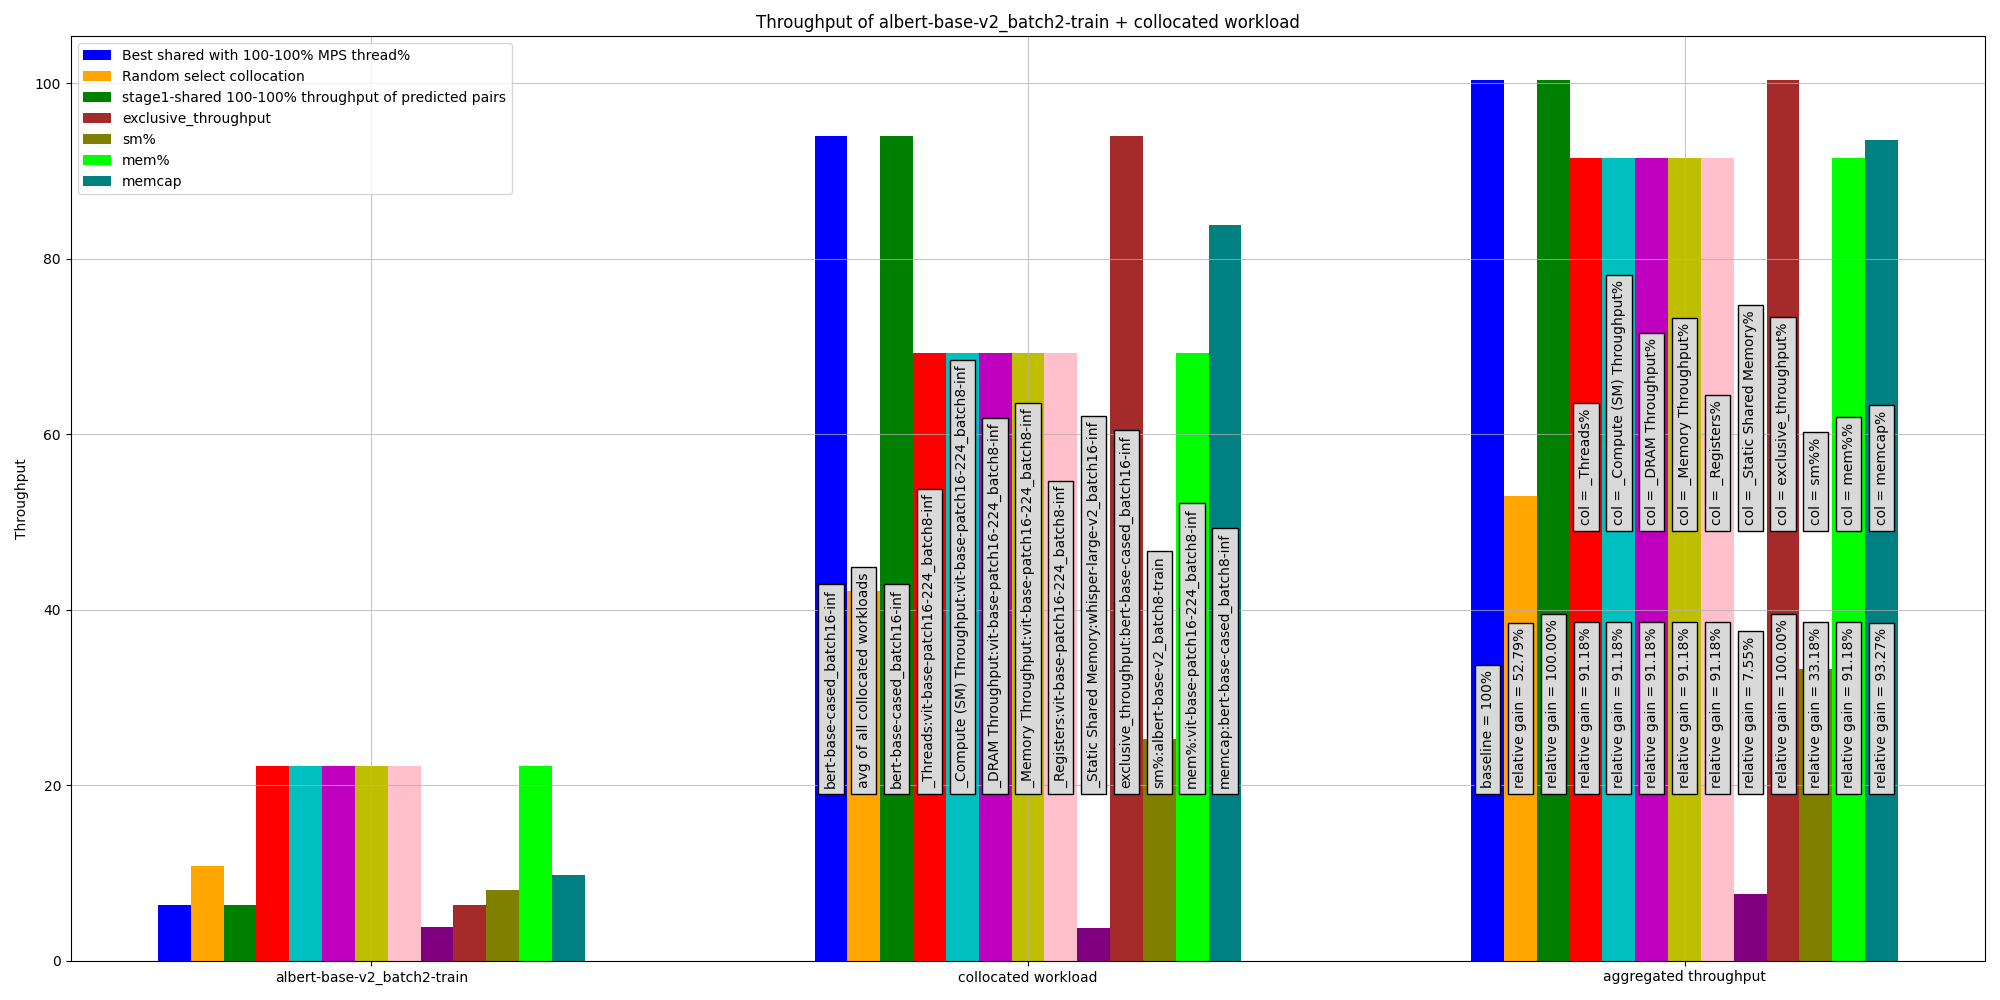 Throughput of albert-base-v2_batch2-train + collocated workload
Best shared with 100-100% MPS thread%
Random select collocation
stage1-shared 100-100% throughput of predicted pairs
exclusive_throughput
sm%
mem%
memcap
Throughput
100
80
60
40
20
0
bert-base-cased_batch16-inf
avg of all collocated workloads
bert-base-cased_batch16-inf
_Threads:vit-base-patch16-224_batch8-inf
_Compute (SM) Throughput:vit-base-patch16-224_batch8-inf
_DRAM Throughput:vit-base-patch16-224_batch8-inf
_Memory Throughput:vit-base-patch16-224_batch8-inf
_Registers:vit-base-patch16-224_batch8-inf
_Static Shared Memory:whisper-large-v2_batch16-inf
exclusive_throughput:bert-base-cased_batch16-inf
sm%:albert-base-v2_batch8-train
mem%:vit-base-patch16-224_batch8-inf
memcap:bert-base-cased_batch8-inf
col = _Threads%
col = _Compute (SM) Throughput%
col = _DRAM Throughput%
col = _Memory Throughput%
col = _Registers%
col = _Static Shared Memory%
col = exclusive_throughput%
col = sm%%
col = mem%%
col = memcap%
baseline = 100%
relative gain = 52.79%
relative gain = 100.00%
relative gain = 91.18%
relative gain = 91.18%
relative gain = 91.18%
relative gain = 91.18%
relative gain = 91.18%
relative gain = 7.55%
relative gain = 100.00%
relative gain = 33.18%
relative gain = 91.18%
relative gain = 93.27%
albert-base-v2_batch2-train
collocated workload
aggregated throughput